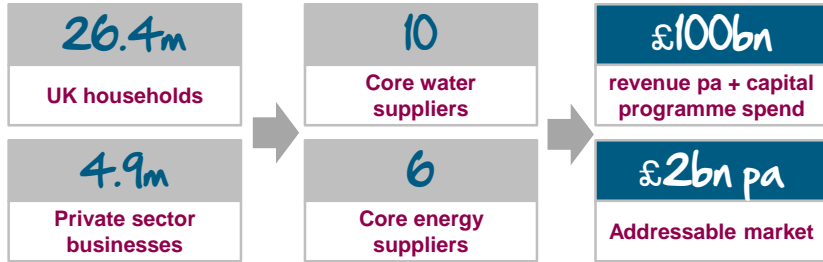 26.4m
UK households
10
Core water
suppliers
£100bn
revenue pa + capital
programme spend
4.9m
Private sector
businesses
6
Core energy
suppliers
£2bn pa
Addressable market